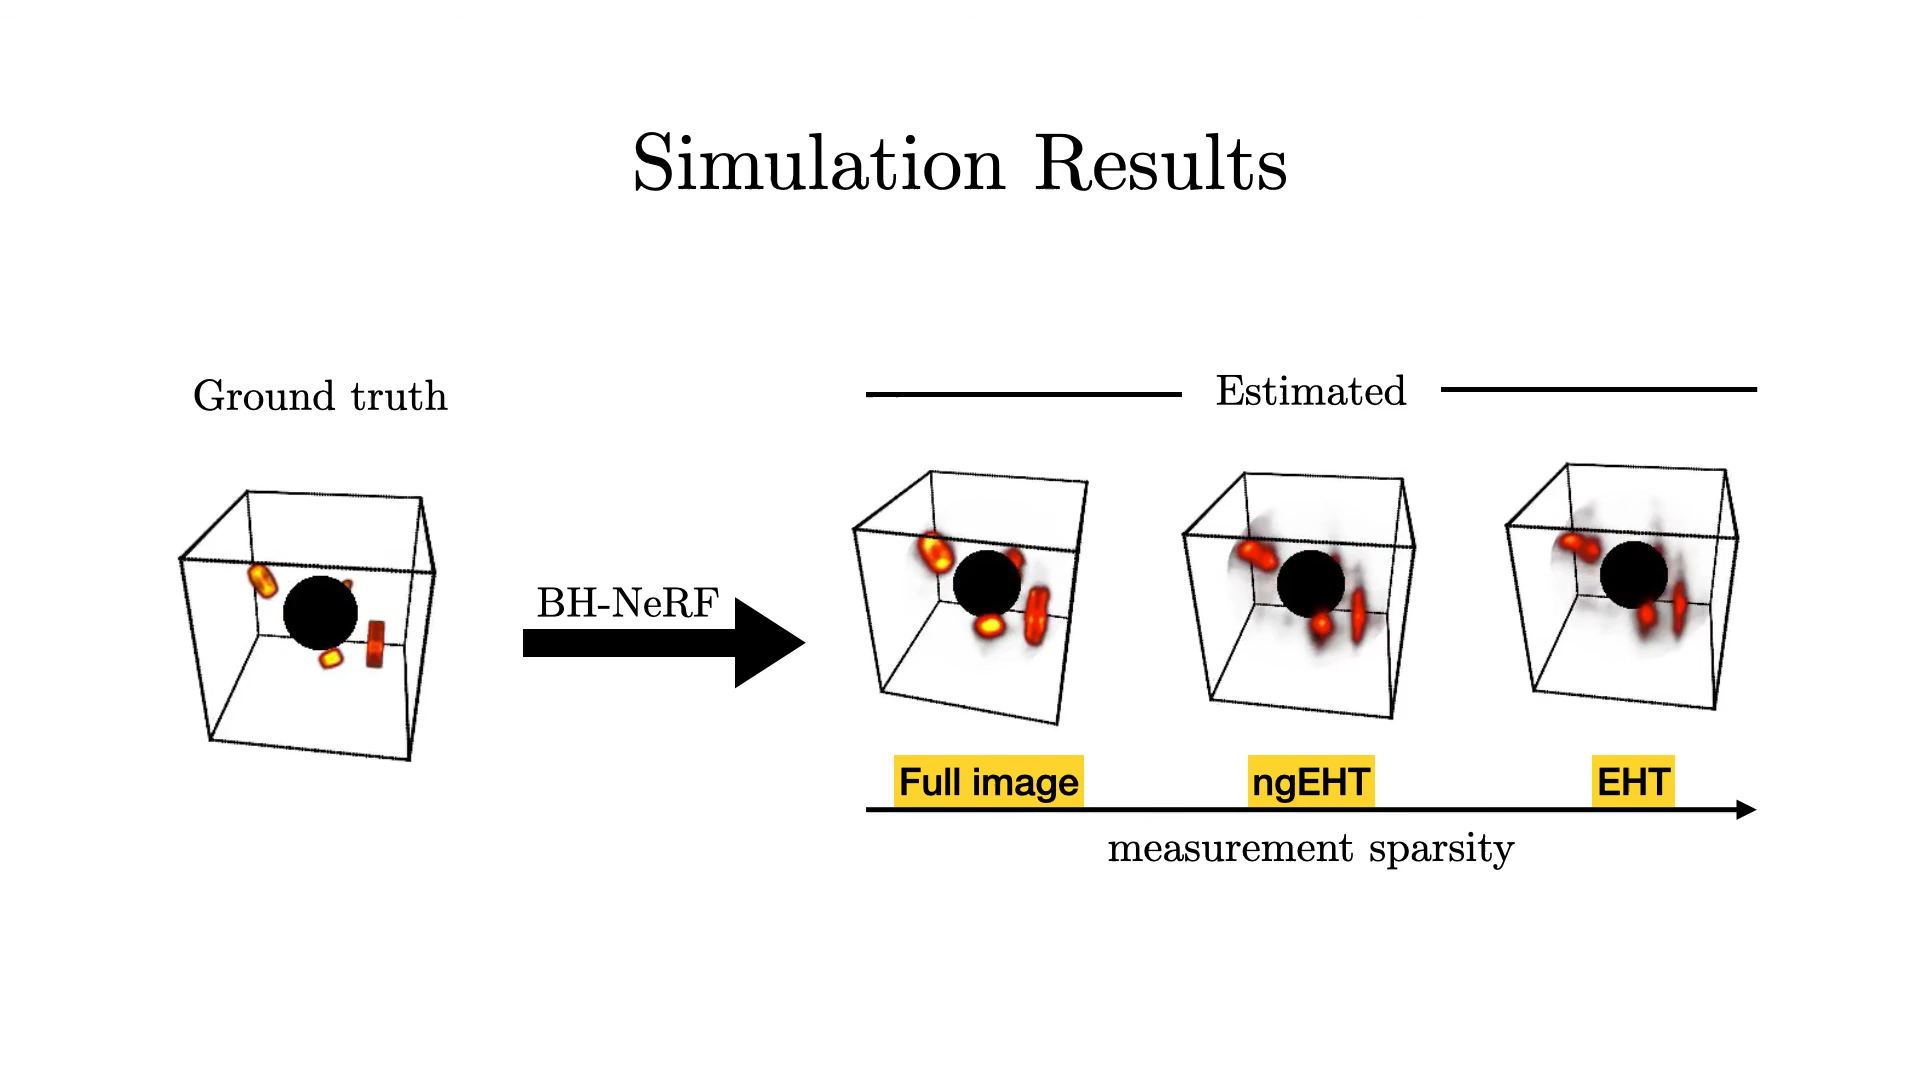 Simulation Results
Ground truth
Estimated
BH-NeRF
Full image
ngEHT
EHT
measurement sparsity